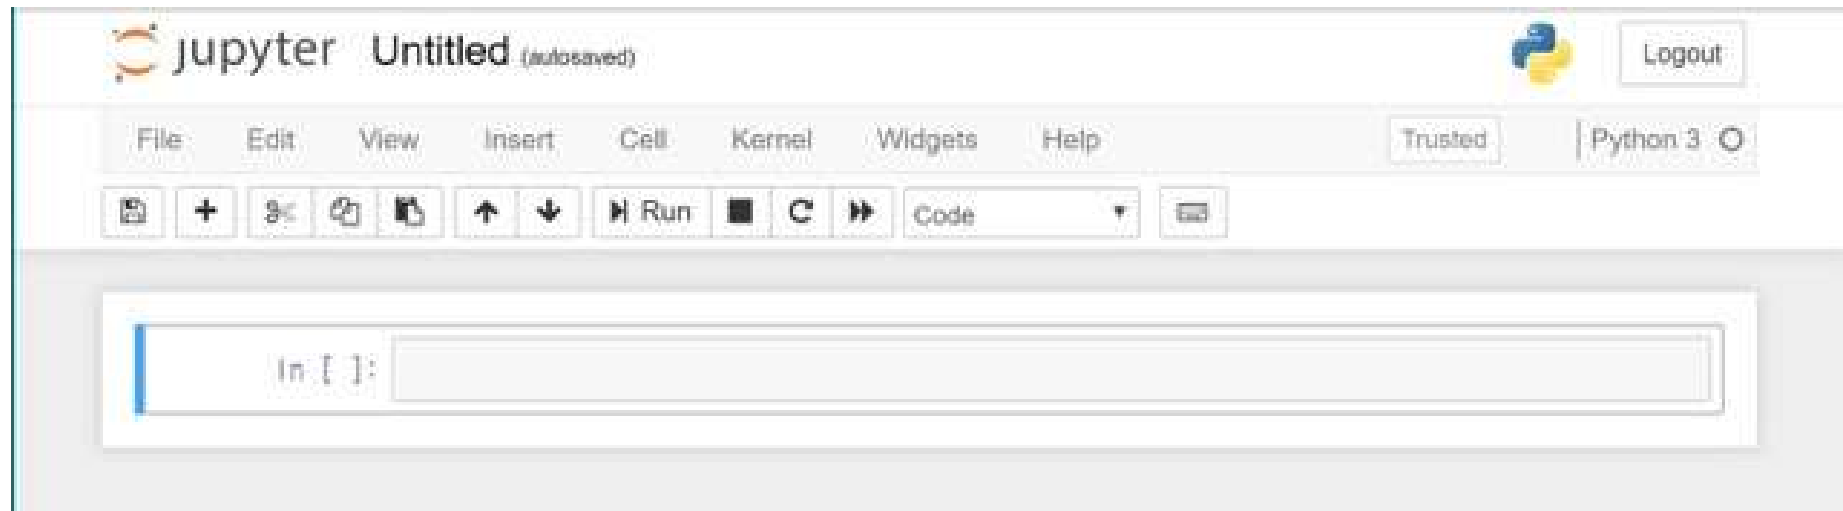 jupyter Untitled (autosaved) Logout
File Edit View Insert Cell Kernel Widgets Help Trusted Python 3
Run Code
In [ ]: